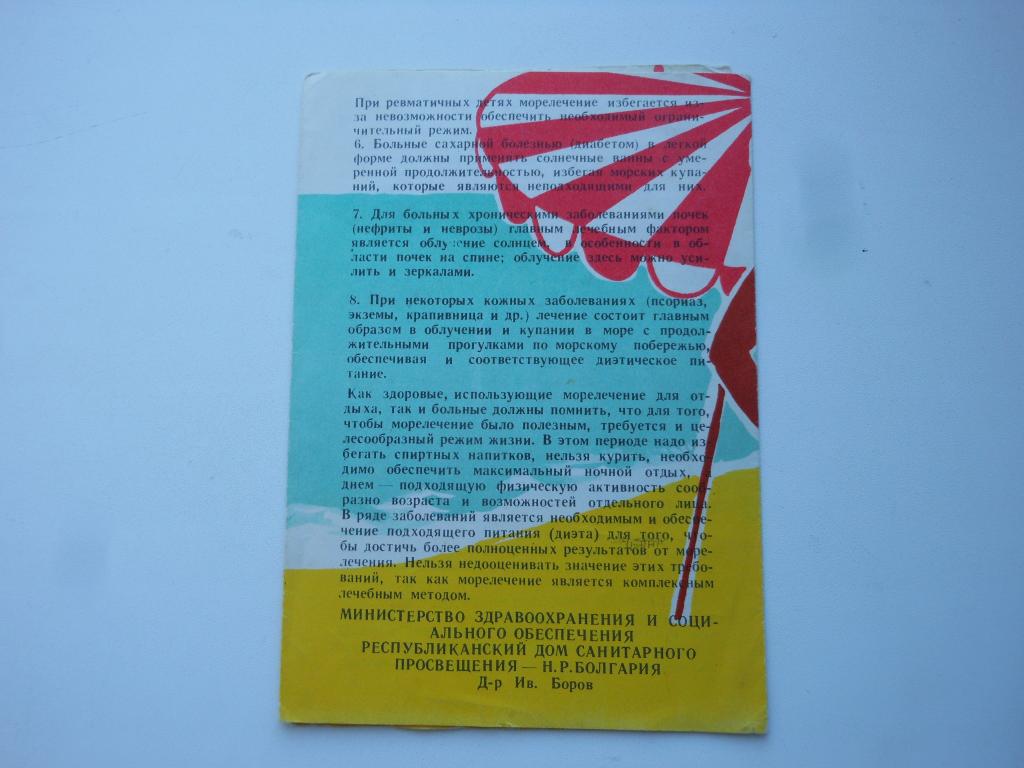 При ревматичных детях морелечение избегается из-
за невозможности обеспечить необходимый ограни-
чительный режим.
6. Больные сахарной болезнью (диабетом) в легкой
форме должны применять солнечные ванны с уме-
ренной продолжительностью, избегая морских купа-
ний, которые являются неподходящими для них.
7. Для больных хроническими заболеваниями почек
(нефриты и неврозы) главным лечебным фактором
является облучение солнцем, в особенности в об-
ласти почек на спине; облучение здесь можно уси-
лить и зеркалами.
8. При некоторых кожных заболеваниях (псориаз,
экземы, крапивница и др.) лечение состоит главным
образом в облучении и купании в море с продол-
жительными прогулками по морскому побережью,
обеспечивая и соответствующее диэтическое пи-
тание.
Как здоровые, использующие морелечение для от-
дыха, так и больные должны помнить, что для того,
чтобы морелечение было полезным, требуется и це-
лесообразный режим жизни. В этом периоде надо из-
бегать спиртных напитков, нельзя курить, необхо-
димо обеспечить максимальный ночной отдых, а
днем — подходящую физическую активность сооб-
разно возраста и возможностей отдельного лица.
В ряде заболеваний является необходимым и обеспе-
чение подходящего питания (диэта) для того, что-
бы достичь более полноценных результатов от море-
лечения. Нельзя недооценивать значение этих требо-
ваний, так как морелечение является комплексным
лечебным методом.
МИНИСТЕРСТВО ЗДРАВООХРАНЕНИЯ И СОЦИ-
АЛЬНОГО ОБЕСПЕЧЕНИЯ
РЕСПУБЛИКАНСКИЙ ДОМ САНИТАРНОГО
ПРОСВЕЩЕНИЯ — Н.Р.БОЛГАРИЯ
Д-р Ив. Боров